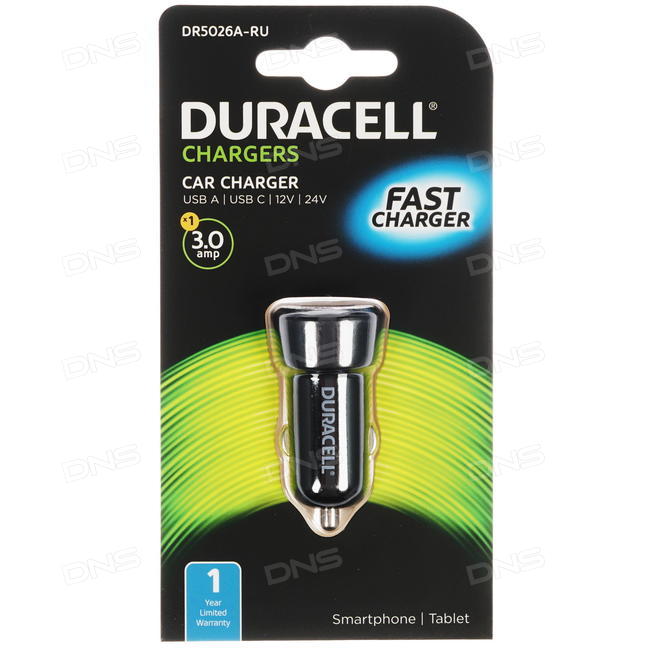 DR5026A-RU
DURACELL®
CHARGERS
CAR CHARGER
USB A | USB C | 12V | 24V
x1
3.0
amp
FAST
CHARGER
DURACELL
1
Year
Limited
Warranty
Smartphone | Tablet
DNS